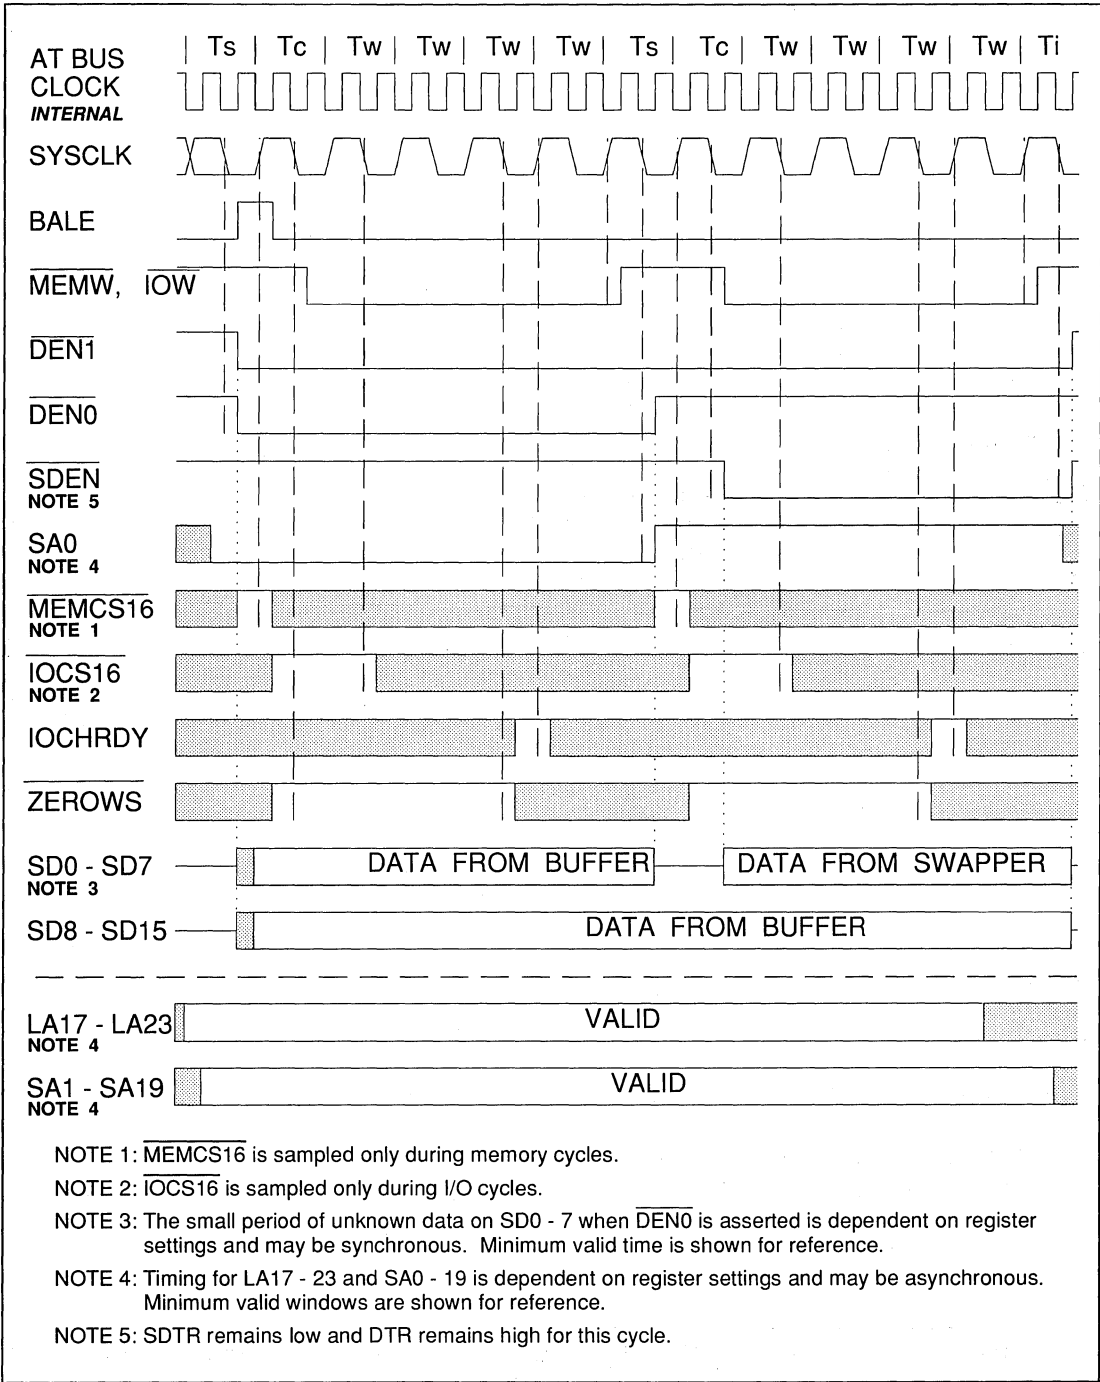 Ts Tc Tw Tw Tw Tw Ts Tc Tw Tw Tw Tw Ti
AT BUS
CLOCK
INTERNAL
SYSCLK
BALE
MEMW, IOW
DEN1
DEN0
SDEN
NOTE 5
SA0
NOTE 4
MEMCS16
NOTE 1
IOCS16
NOTE 2
IOCHRDY
ZEROWS
SD0 - SD7 DATA FROM BUFFER DATA FROM SWAPPER
NOTE 3
SD8 - SD15 DATA FROM BUFFER
LA17 - LA23 VALID
NOTE 4
SA1 - SA19 VALID
NOTE 4
NOTE 1: MEMCS16 is sampled only during memory cycles.
NOTE 2: IOCS16 is sampled only during I/O cycles.
NOTE 3: The small period of unknown data on SD0 - 7 when DEN0 is asserted is dependent on register
settings and may be synchronous. Minimum valid time is shown for reference.
NOTE 4: Timing for LA17 - 23 and SA0 - 19 is dependent on register settings and may be asynchronous.
Minimum valid windows are shown for reference.
NOTE 5: SDTR remains low and DTR remains high for this cycle.